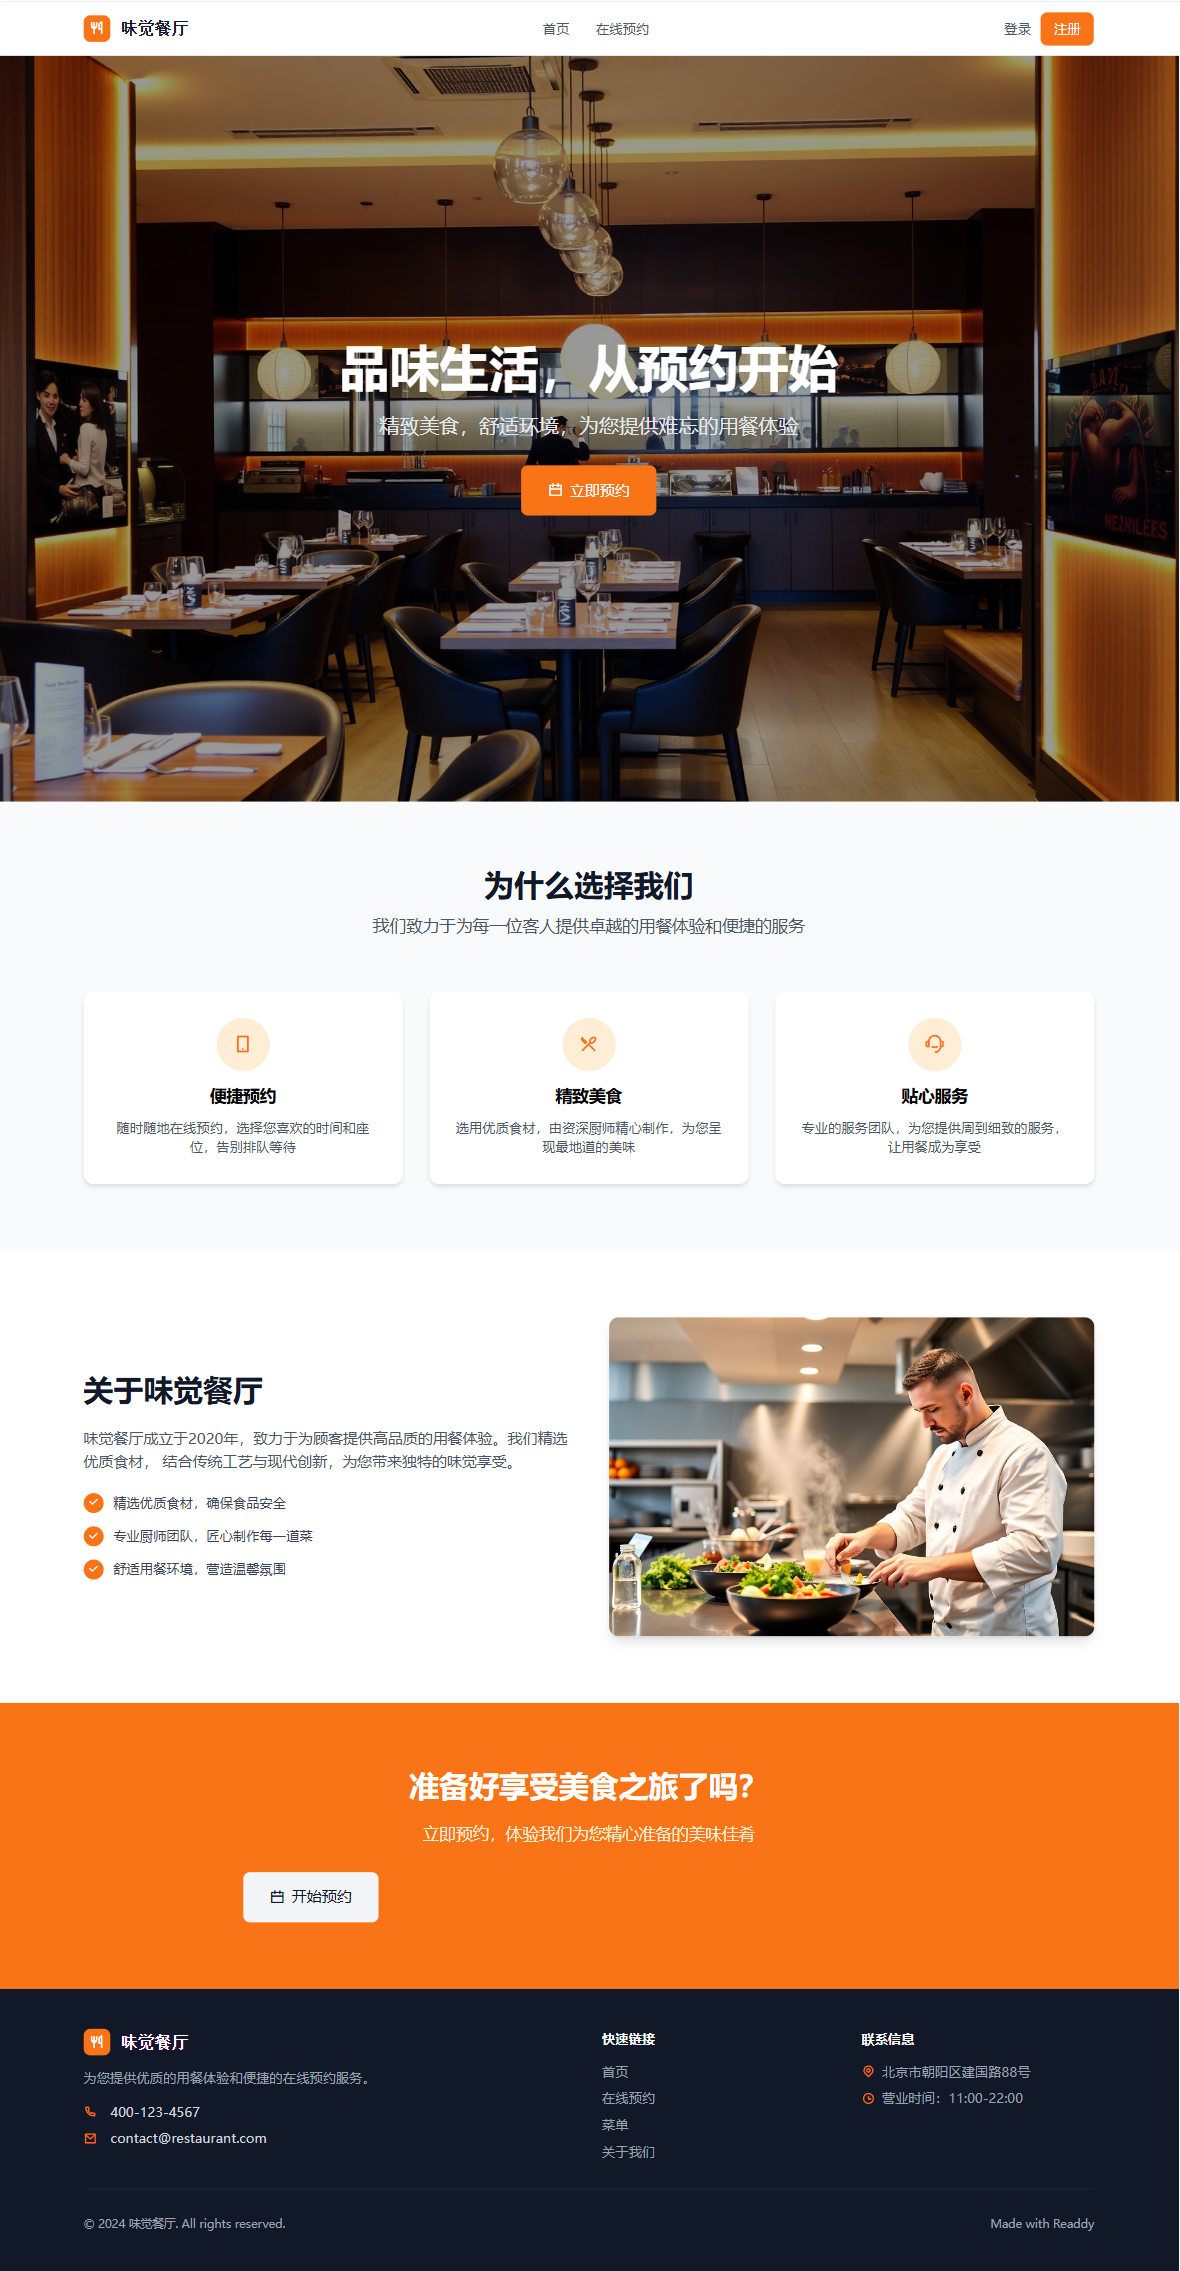 味觉餐厅
首页
在线预约
登录
注册
品味生活，从预约开始
精致美食，舒适环境，为您提供难忘的用餐体验
立即预约
为什么选择我们
我们致力于为每一位客人提供卓越的用餐体验和便捷的服务
便捷预约
随时随地在线预约，选择您喜欢的时间和座
位，告别排队等待
精致美食
选用优质食材，由资深厨师精心制作，为您呈
现最地道的美味
贴心服务
专业的服务团队，为您提供周到细致的服务，
让用餐成为享受
关于味觉餐厅
味觉餐厅成立于2020年，致力于为顾客提供高品质的用餐体验。我们精选
优质食材， 结合传统工艺与现代创新，为您带来独特的味觉享受。
精选优质食材，确保食品安全
专业厨师团队，匠心制作每一道菜
舒适用餐环境，营造温馨氛围
准备好享受美食之旅了吗？
立即预约，体验我们为您精心准备的美味佳肴
开始预约
味觉餐厅
为您提供优质的用餐体验和便捷的在线预约服务。
400-123-4567
contact@restaurant.com
快速链接
首页
在线预约
菜单
关于我们
联系信息
北京市朝阳区建国路88号
营业时间：11:00-22:00
© 2024 味觉餐厅. All rights reserved.
Made with Readdy